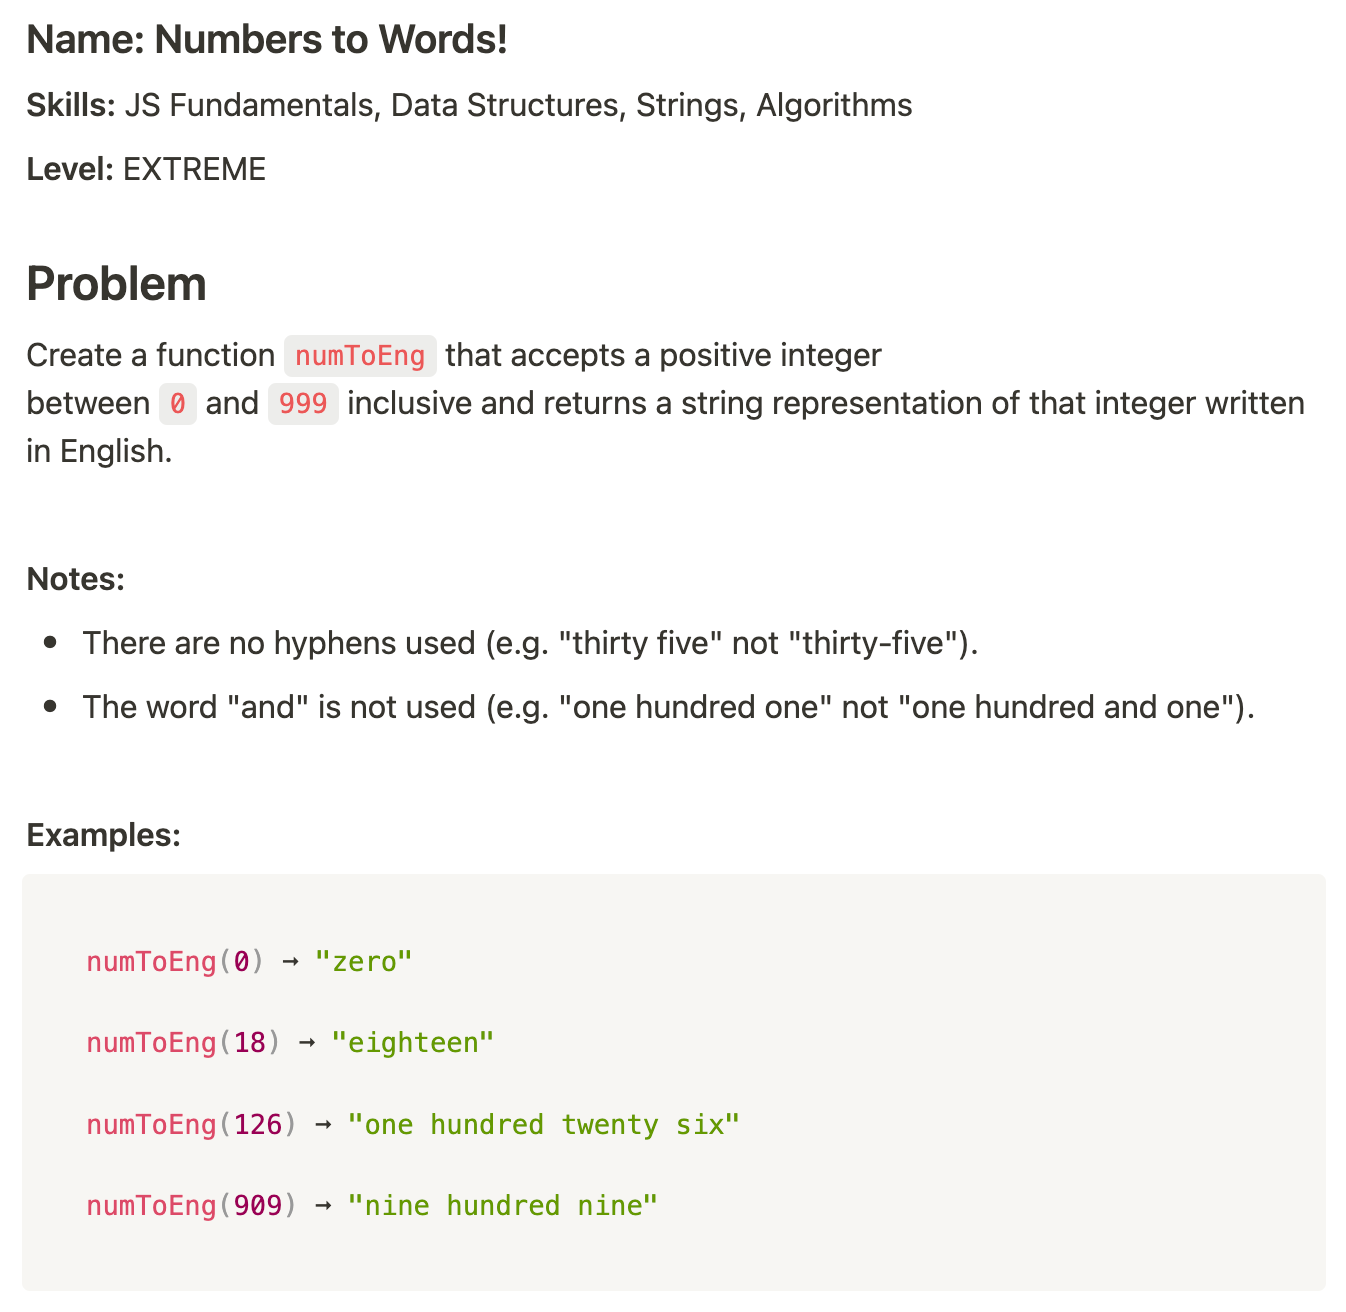 Name: Numbers to Words!
Skills: JS Fundamentals, Data Structures, Strings, Algorithms
Level: EXTREME
Problem
Create a function numToEng that accepts a positive integer
between 0 and 999 inclusive and returns a string representation of that integer written
in English.
Notes:
• There are no hyphens used (e.g. "thirty five" not "thirty-five").
• The word "and" is not used (e.g. "one hundred one" not "one hundred and one").
Examples:
numToEng(0) → "zero"
numToEng(18) → "eighteen"
numToEng(126) → "one hundred twenty six"
numToEng(909) → "nine hundred nine"